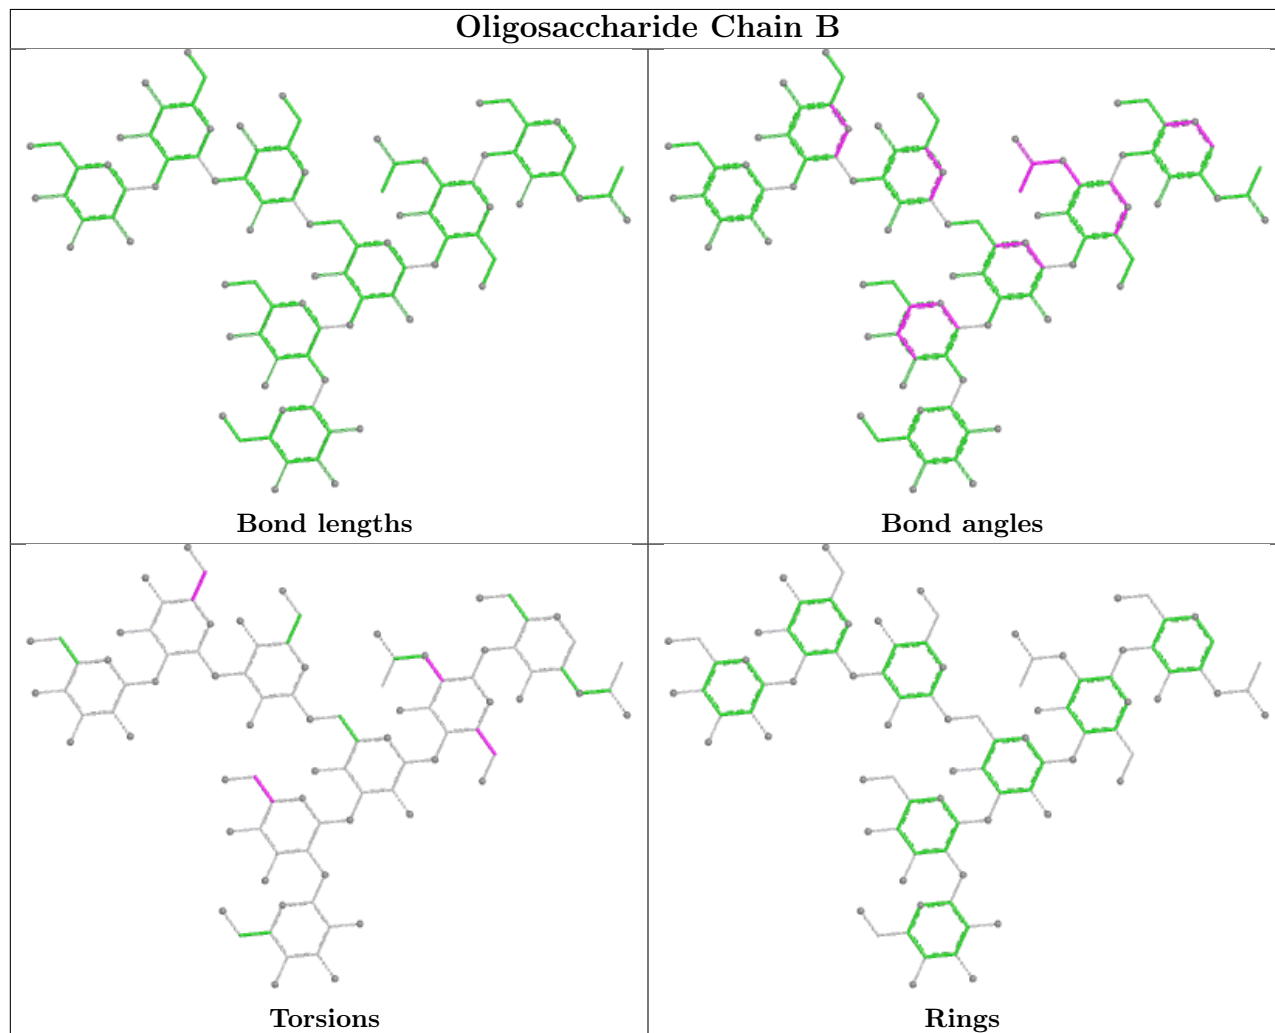 Oligosaccharide Chain B
Bond lengths
Bond angles
Torsions
Rings